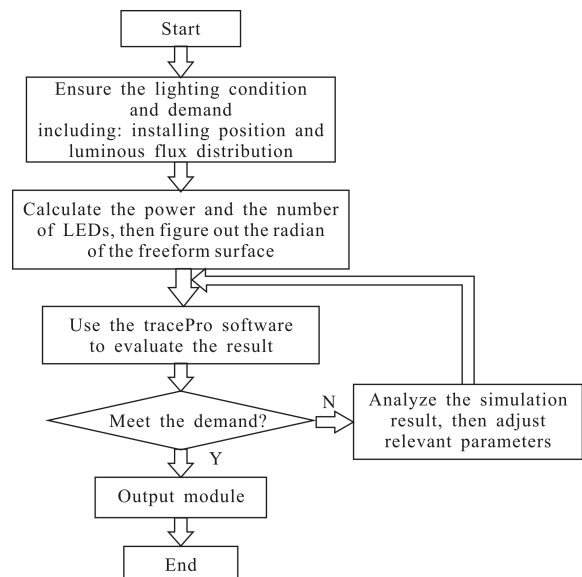 Start
Ensure the lighting condition
and demand
including: installing position and
luminous flux distribution
Calculate the power and the number
of LEDs, then figure out the radian
of the freeform surface
Use the tracePro software
to evaluate the result
Meet the demand?
N
Analyze the simulation
result, then adjust
relevant parameters
Y
Output module
End